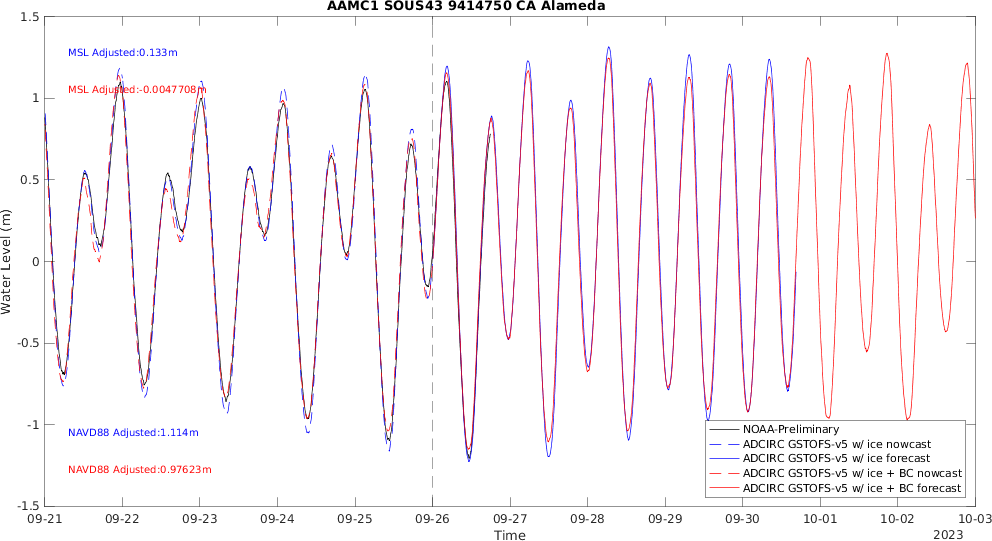 AAMC1 SOUS43 9414750 CA Alameda
Water Level (m)
1.5
1
0.5
0
-0.5
-1
-1.5
MSL Adjusted:0.133m
MSL Adjusted:-0.0047708m
NAVD88 Adjusted:1.114m
NAVD88 Adjusted:0.97623m
NOAA-Preliminary
ADCIRC GSTOFS-v5 w/ ice nowcast
ADCIRC GSTOFS-v5 w/ ice forecast
ADCIRC GSTOFS-v5 w/ ice + BC nowcast
ADCIRC GSTOFS-v5 w/ ice + BC forecast
09-21 09-22 09-23 09-24 09-25 09-26 09-27 09-28 09-29 09-30 10-01 10-02 10-03
Time
2023